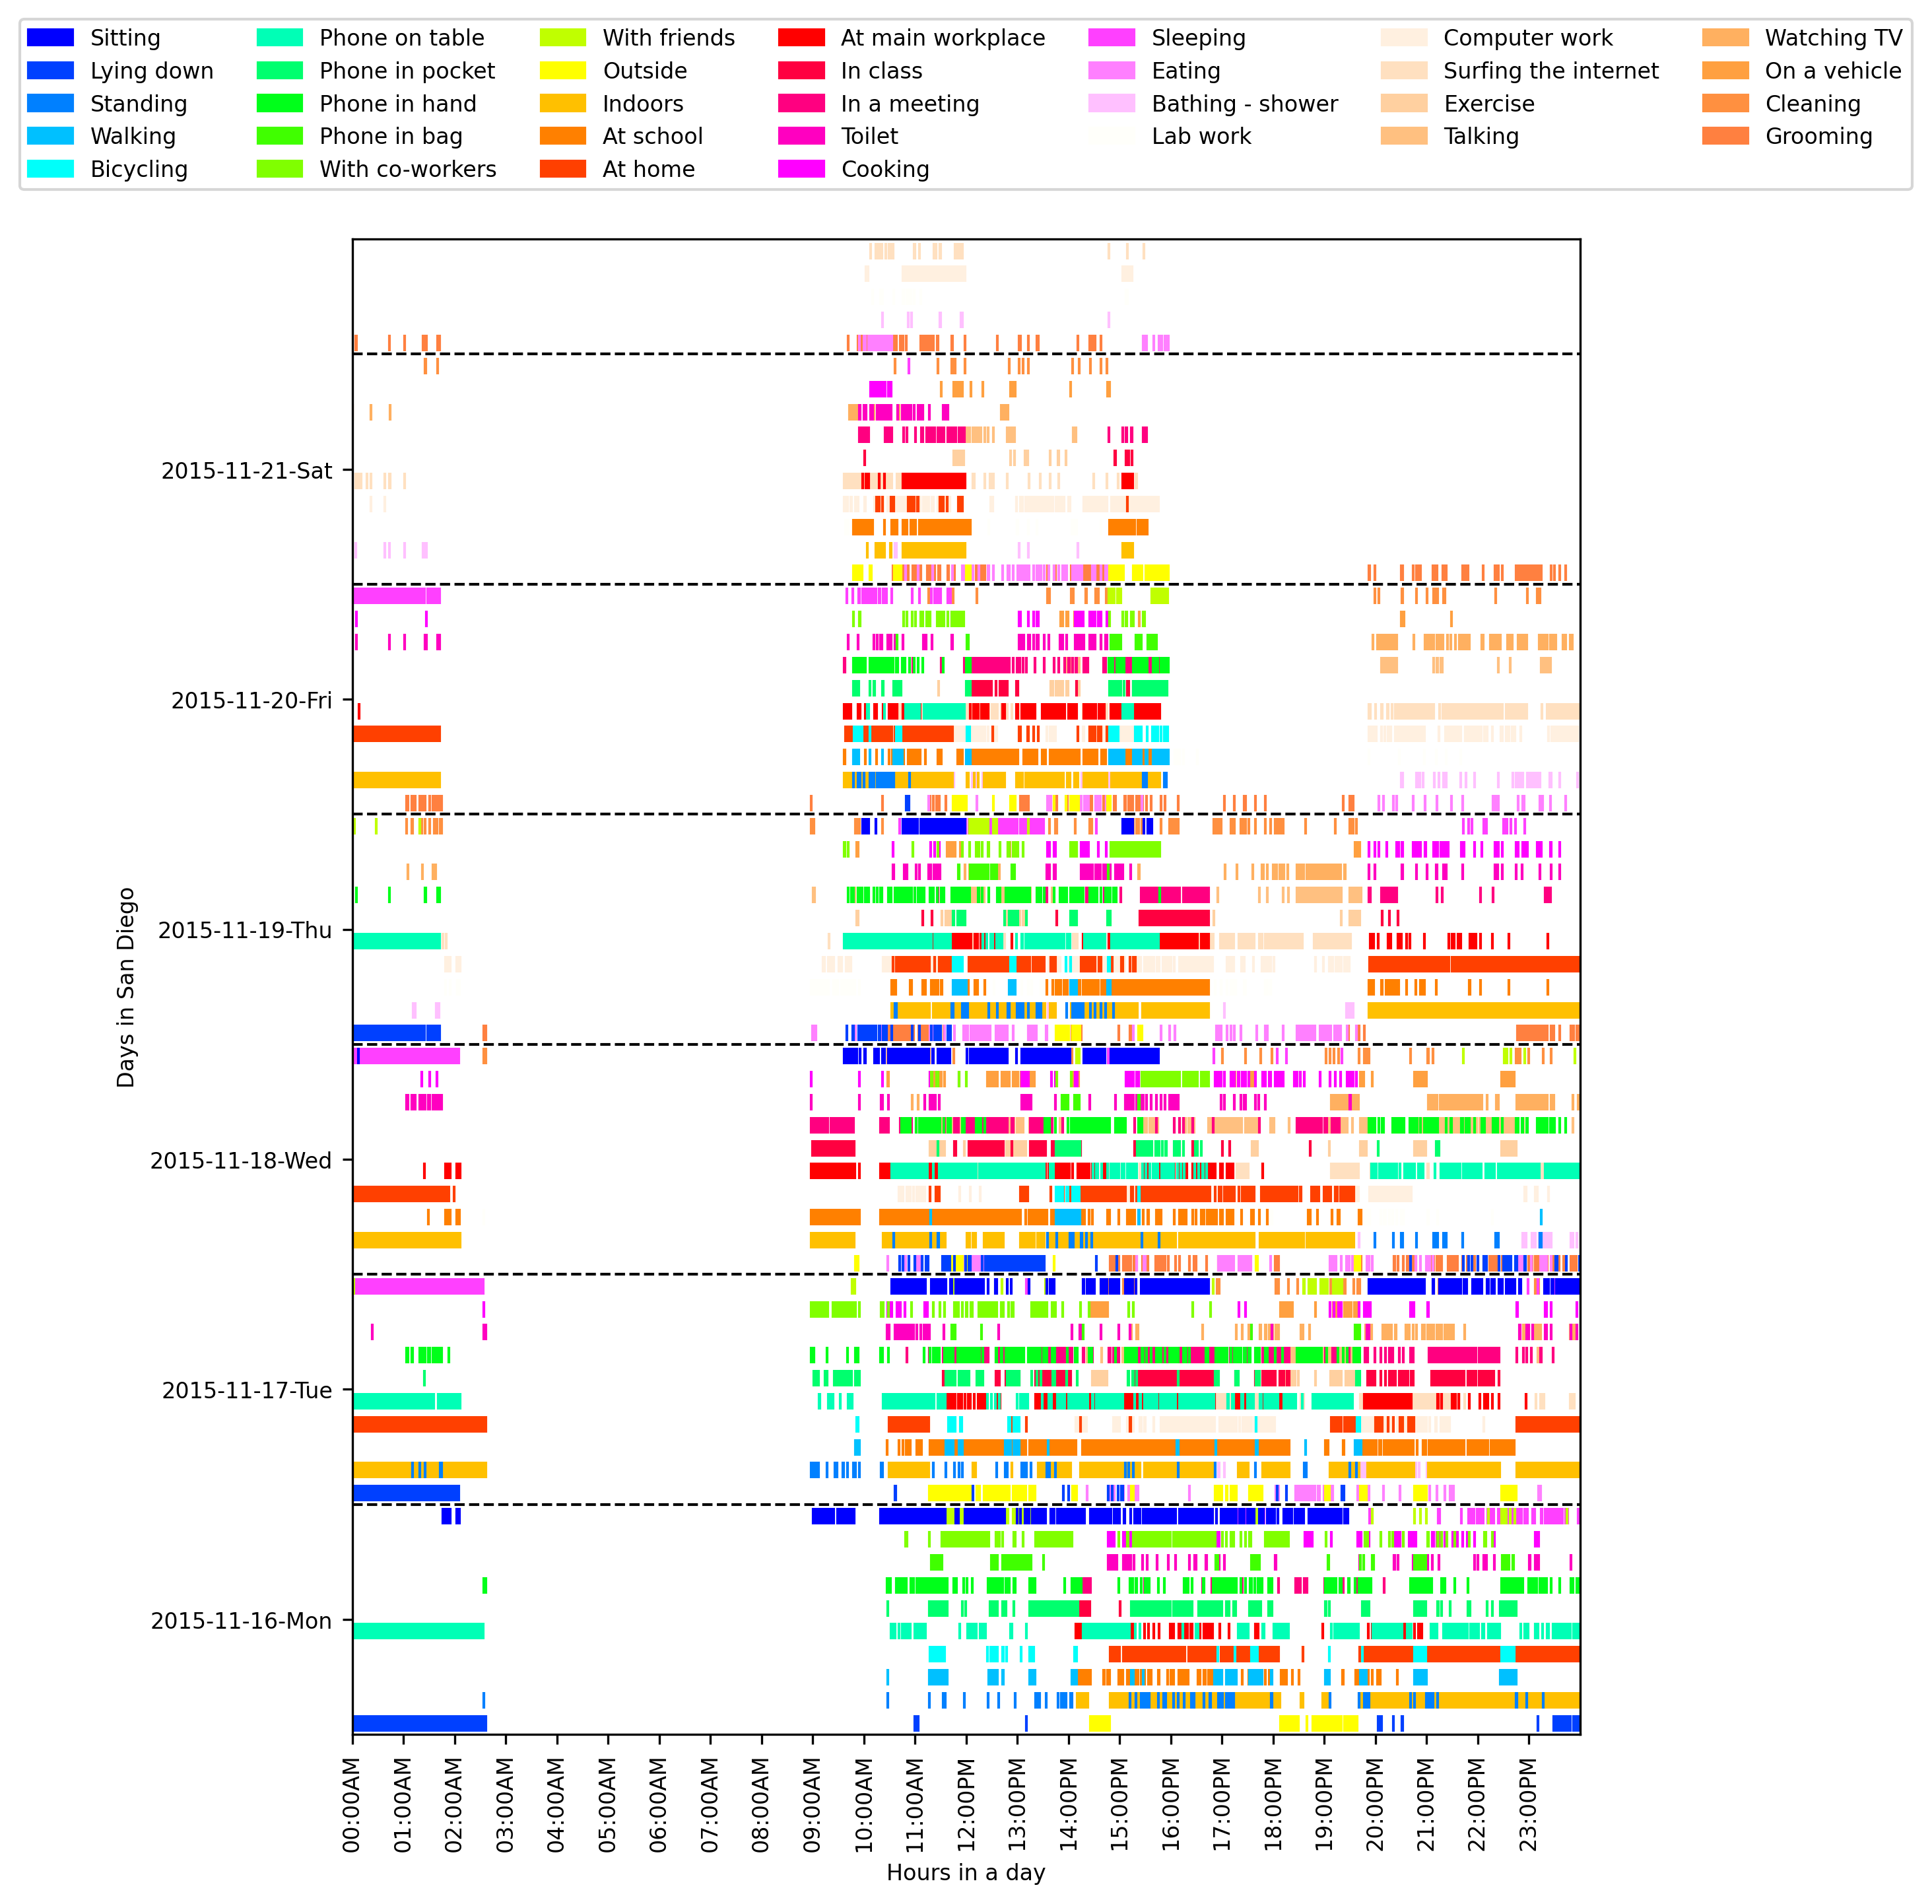 Sitting
Lying down
Standing
Walking
Bicycling
Phone on table
Phone in pocket
Phone in hand
Phone in bag
With co-workers
With friends
Outside
Indoors
At school
At home
At main workplace
In class
In a meeting
Toilet
Cooking
Sleeping
Eating
Bathing - shower
Lab work
Computer work
Surfing the internet
Exercise
Talking
Watching TV
On a vehicle
Cleaning
Grooming
Days in San Diego
2015-11-21-Sat
2015-11-20-Fri
2015-11-19-Thu
2015-11-18-Wed
2015-11-17-Tue
2015-11-16-Mon
00:00AM
01:00AM
02:00AM
03:00AM
04:00AM
05:00AM
06:00AM
07:00AM
08:00AM
09:00AM
10:00AM
11:00AM
12:00PM
13:00PM
14:00PM
15:00PM
16:00PM
17:00PM
18:00PM
19:00PM
20:00PM
21:00PM
22:00PM
23:00PM
Hours in a day